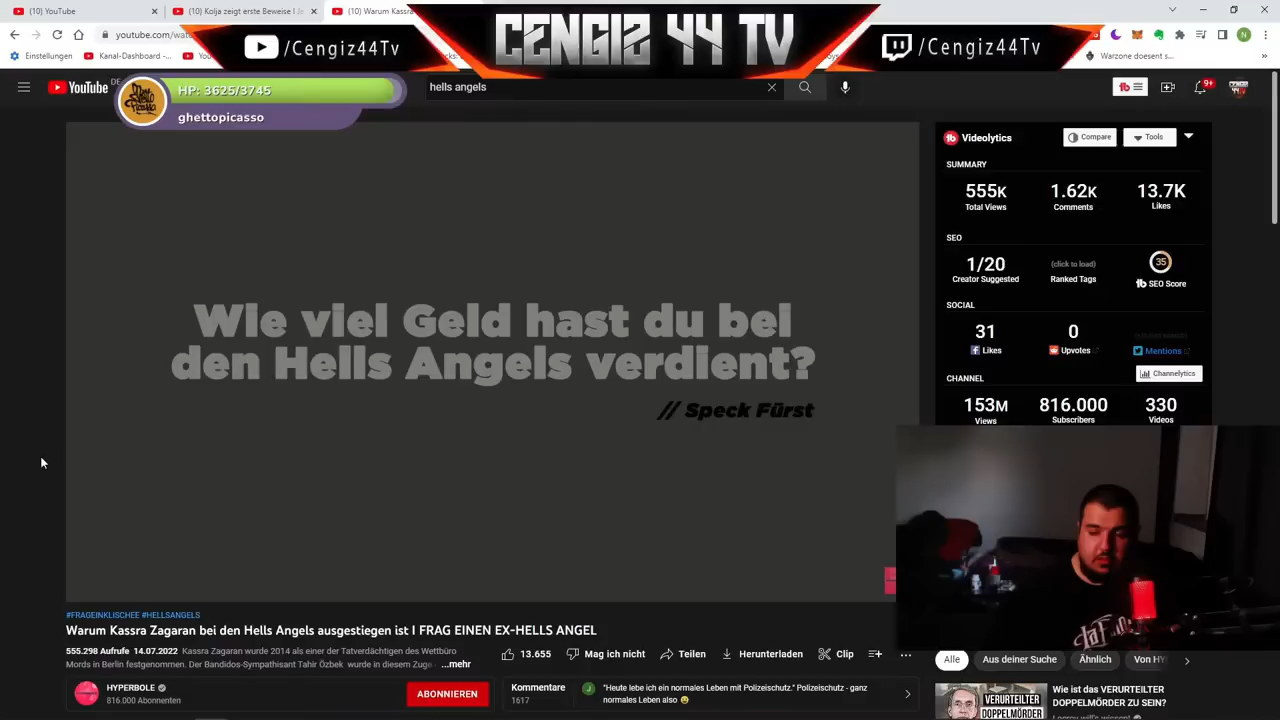 (10) YouTube
(10) Kolja zeigt erste Beweise I Ja
(10) Warum Kassra
youtube.com/wat
/Cengiz44Tv
CENGIZ 44 TV
/Cengiz44Tv
Einstellungen
Kanal-Dashboard -...
You
Warzone doesent s...
YouTube
DE
HP: 3625/3745
ghettopicasso
hells angels
9+
Wie viel Geld hast du bei
den Hells Angels verdient?
// Speck Fürst
Videolytics
Compare
Tools
SUMMARY
555K
1.62K
13.7K
Total Views
Comments
Likes
SEO
1/20
(click to load)
35
Creator Suggested
Ranked Tags
SEO Score
SOCIAL
31
0
Likes
Upvotes
Mentions
Channelytics
CHANNEL
153M
816.000
330
Views
Subscribers
Videos
#FRAGEINKLISCHEE #HELLSANGELS
Warum Kassra Zagaran bei den Hells Angels ausgestiegen ist I FRAG EINEN EX-HELLS ANGEL
555.298 Aufrufe 14.07.2022 Kassra Zagaran wurde 2014 als einer der Tatverdächtigen des Wettbüro
Mords in Berlin festgenommen. Der Bandidos-Sympathisant Tahir Özbek wurde in diesem Zuge
...mehr
13.655
Mag ich nicht
Teilen
Herunterladen
Clip
HYPERBOLE
816.000 Abonnenten
ABONNIEREN
Kommentare
1617
J
"Heute lebe ich ein normales Leben mit Polizeischutz." Polizeischutz - ganz
normales Leben also
Alle
Aus deiner Suche
Ähnlich
Von HY
VERURTEILTER
DOPPELMÖRDER
Wie ist das VERURTEILTER
DOPPELMÖRDER ZU SEIN?